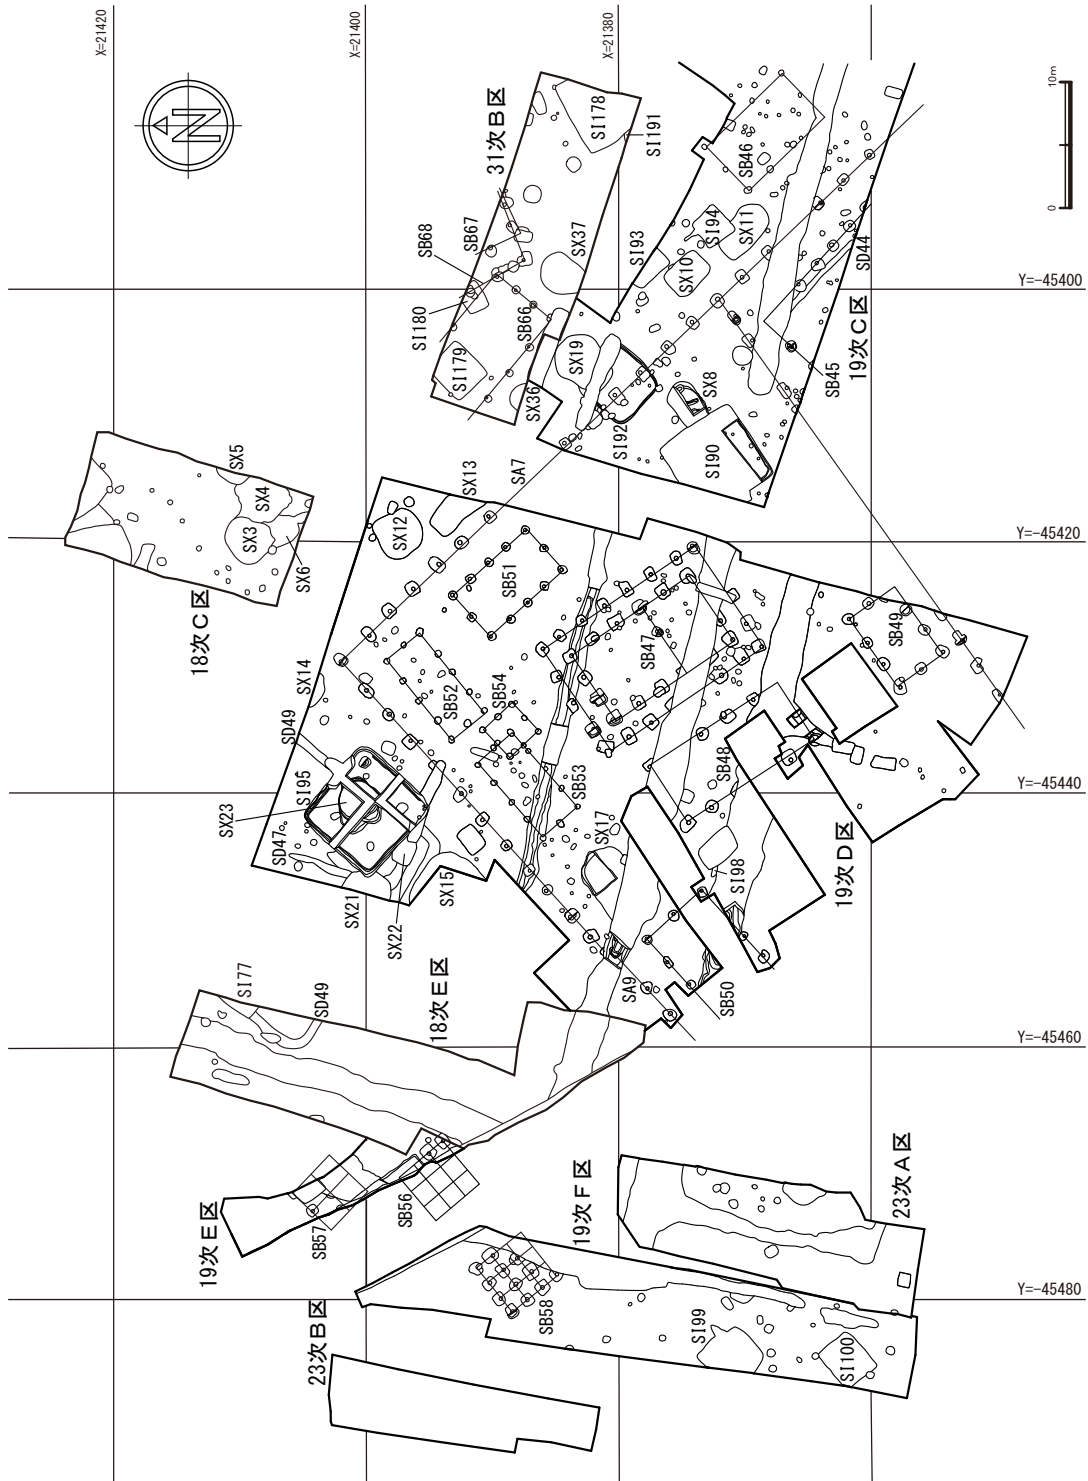 X=21420
X=21400
X=21380
N
10m
0
Y=-45400
Y=-45420
Y=-45440
Y=-45460
Y=-45480
31次B区
SI178
SI191
SB67
SB68
SX37
SI180
SB66
SI179
SX36
SB46
SI94
SX11
SI93
SX10
SD44
19次C区
SX19
SX8
SB45
SI92
SI90
SX5
SX4
SX3
SX6
18次C区
SA7
SX13
SX12
SB51
SX14
SB52
SB54
SB47
SB49
SD49
SI95
SX23
SD47
SB53
SB48
SX17
SI98
19次D区
SX21
SX22
SX15
SA9
SB50
18次E区
SI77
SD49
19次E区
SB57
SB56
19次F区
23次A区
SB58
23次B区
SI99
SI100